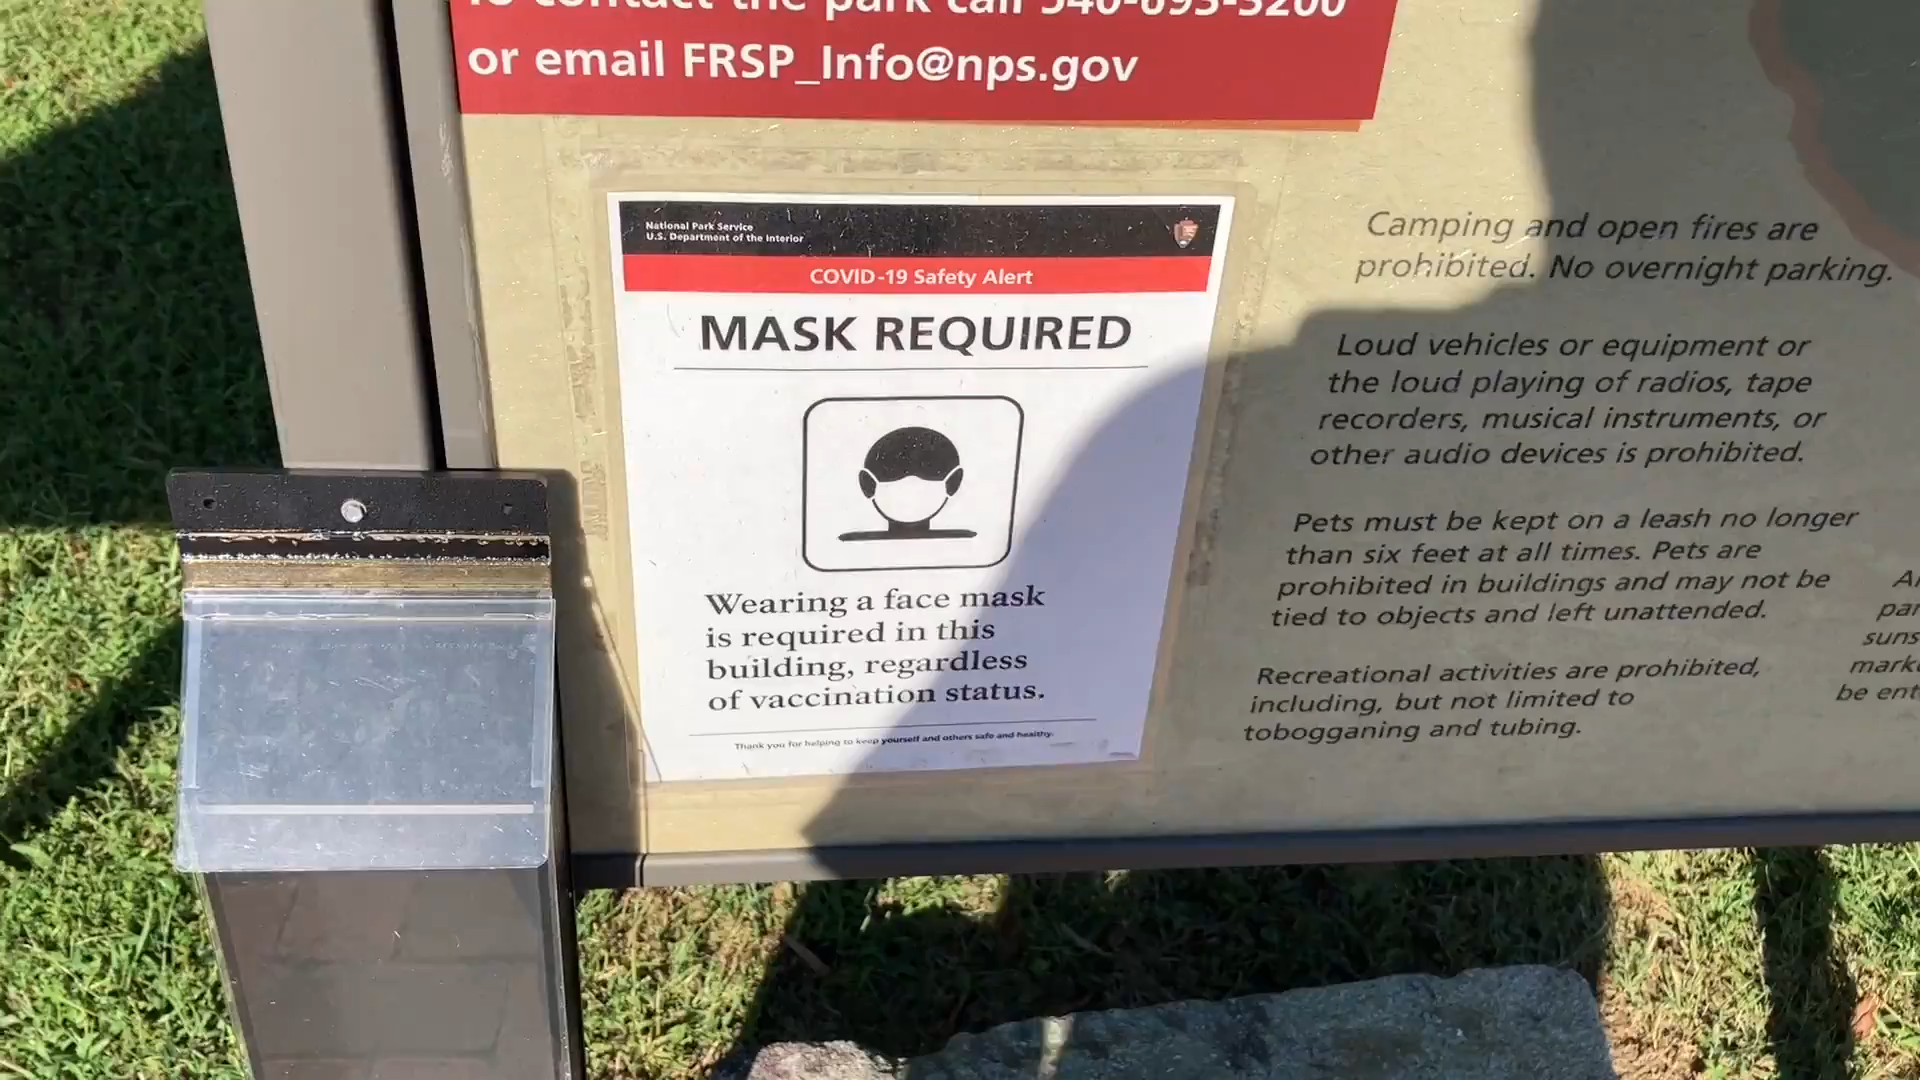 to contact the park call 540-693-3200
or email FRSP_Info@nps.gov
National Park Service
U.S. Department of the Interior
COVID-19 Safety Alert
MASK REQUIRED
Wearing a face mask
is required in this
building, regardless
of vaccination status.
Thank you for helping to keep yourself and others safe and healthy.
Camping and open fires are
prohibited. No overnight parking.
Loud vehicles or equipment or
the loud playing of radios, tape
recorders, musical instruments, or
other audio devices is prohibited.
Pets must be kept on a leash no longer
than six feet at all times. Pets are
prohibited in buildings and may not be
tied to objects and left unattended.
Recreational activities are prohibited,
including, but not limited to
tobogganing and tubing.